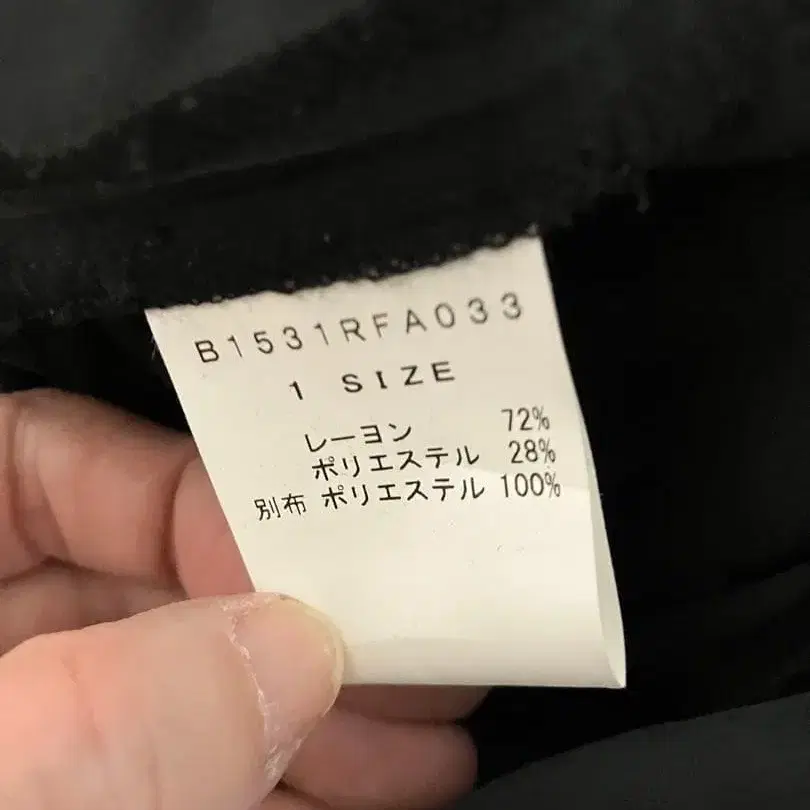 B1531RFA033
1 SIZE
レーヨン 72%
ポリエステル 28%
別布 ポリエステル 100%